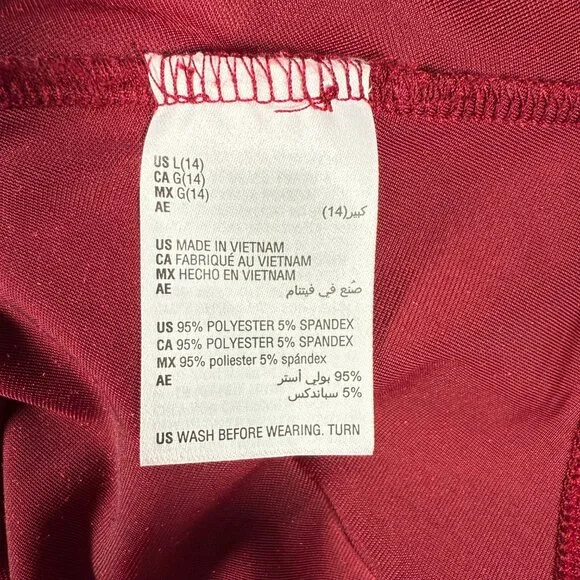 US L(14)
CA G(14)
MX G(14)
AE كبير(14)
US MADE IN VIETNAM
CA FABRIQUÉ AU VIETNAM
MX HECHO EN VIETNAM
AE صُنع في فيتنام
US 95% POLYESTER 5% SPANDEX
CA 95% POLYESTER 5% SPANDEX
MX 95% poliester 5% spándex
AE 95% بولي أستر
5% سباندكس
US WASH BEFORE WEARING. TURN